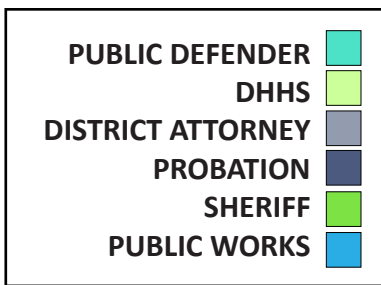 PUBLIC DEFENDER
DHHS
DISTRICT ATTORNEY
PROBATION
SHERIFF
PUBLIC WORKS